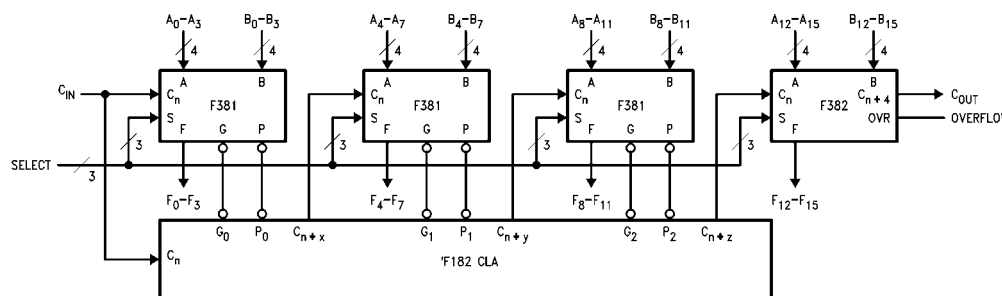 A0–A3 B0–B3 A4–A7 B4–B7 A8–A11 B8–B11 A12–A15 B12–B15
4 4 4 4 4 4 4 4
A B A B A B A B
CIN Cn F381 Cn F381 Cn F381 Cn F382 Cn+4 COUT
S S S S OVR OVERFLOW
F G P F G P F G P F
3 3 3 3
SELECT 3
F0–F3 F4–F7 F8–F11 F12–F15
G0 P0 Cn+x G1 P1 Cn+y G2 P2 Cn+z
Cn 'F182 CLA